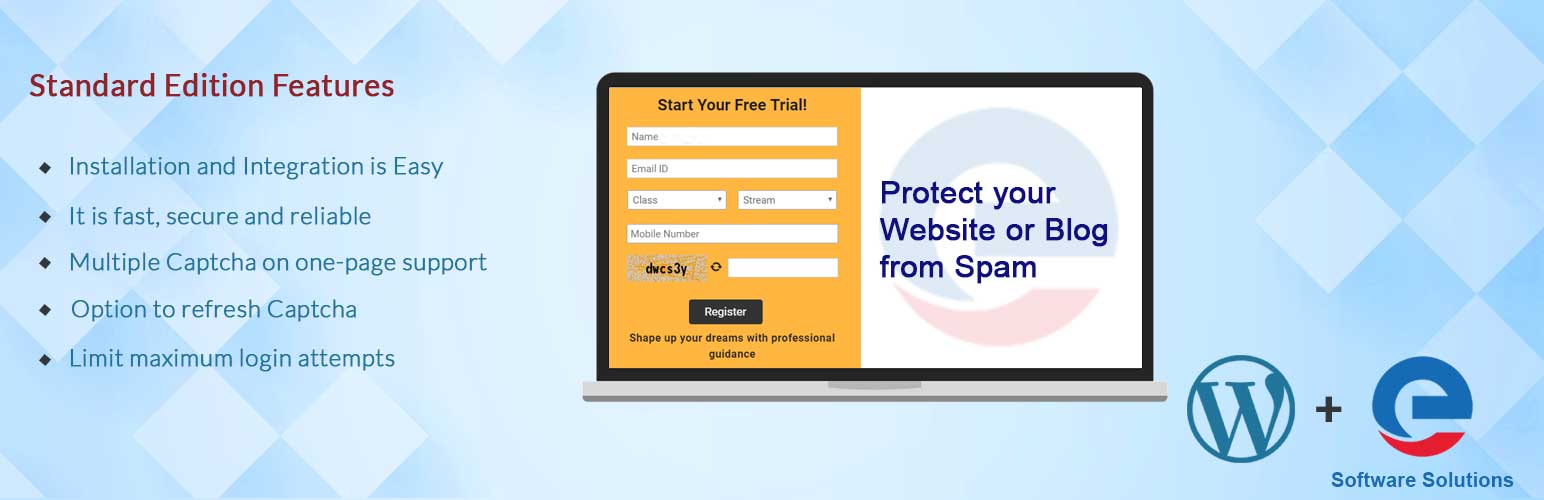 Standard Edition Features
Installation and Integration is Easy
It is fast, secure and reliable
Multiple Captcha on one-page support
Option to refresh Captcha
Limit maximum login attempts
Start Your Free Trial!
Name
Email ID
Class
Stream
Mobile Number
dwcs3y
Register
Shape up your dreams with professional
guidance
Protect your
Website or Blog
from Spam
W
+
e
Software Solutions